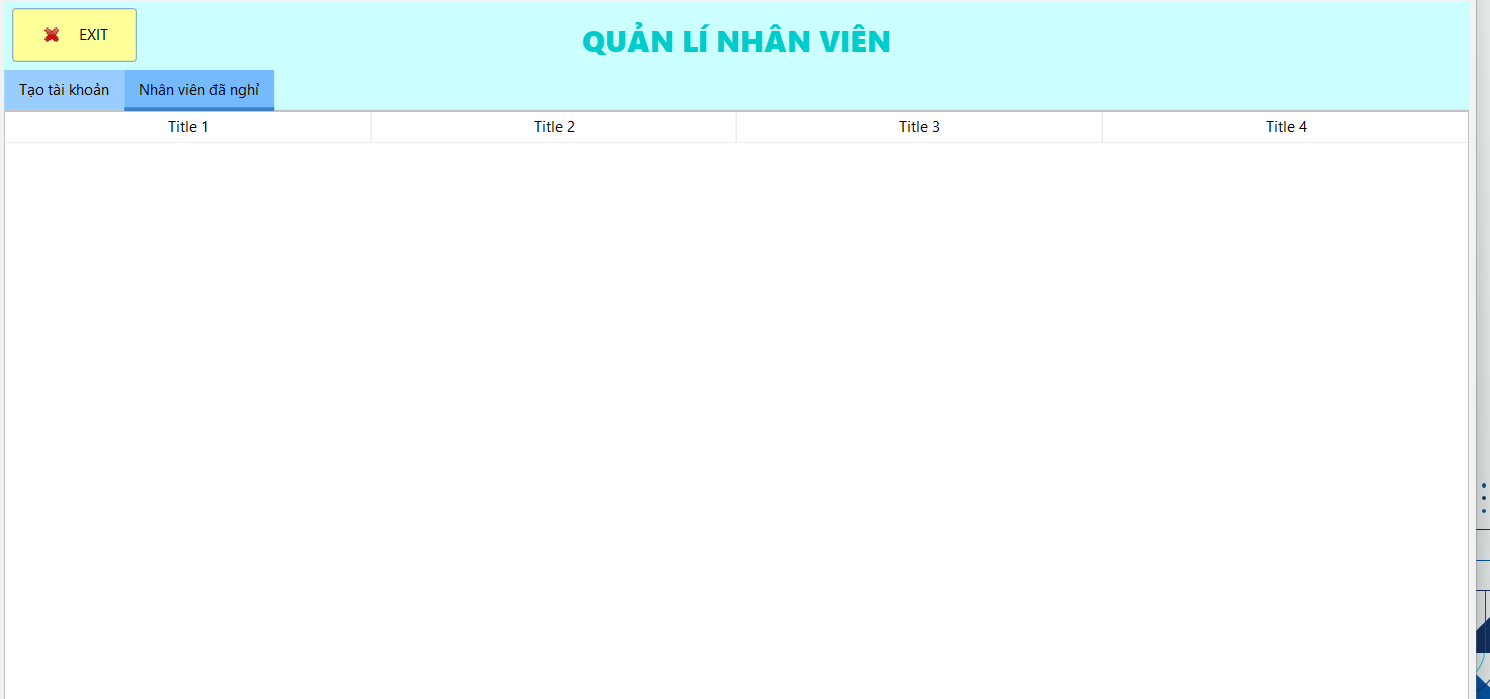 EXIT
QUẢN LÍ NHÂN VIÊN
Tạo tài khoản Nhân viên đã nghỉ
Title 1 Title 2 Title 3 Title 4